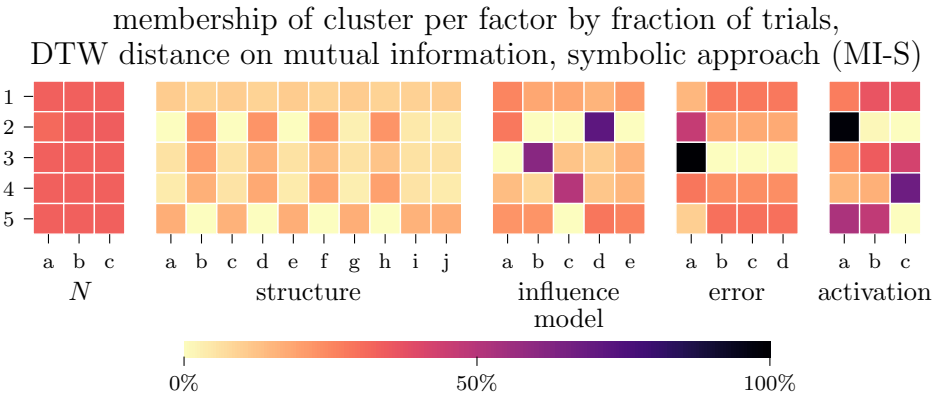 membership of cluster per factor by fraction of trials,
DTW distance on mutual information, symbolic approach (MI-S)
1
2
3
4
5
a b c a b c d e f g h i j a b c d e a b c d a b c
N structure influence error activation
model
0% 50% 100%